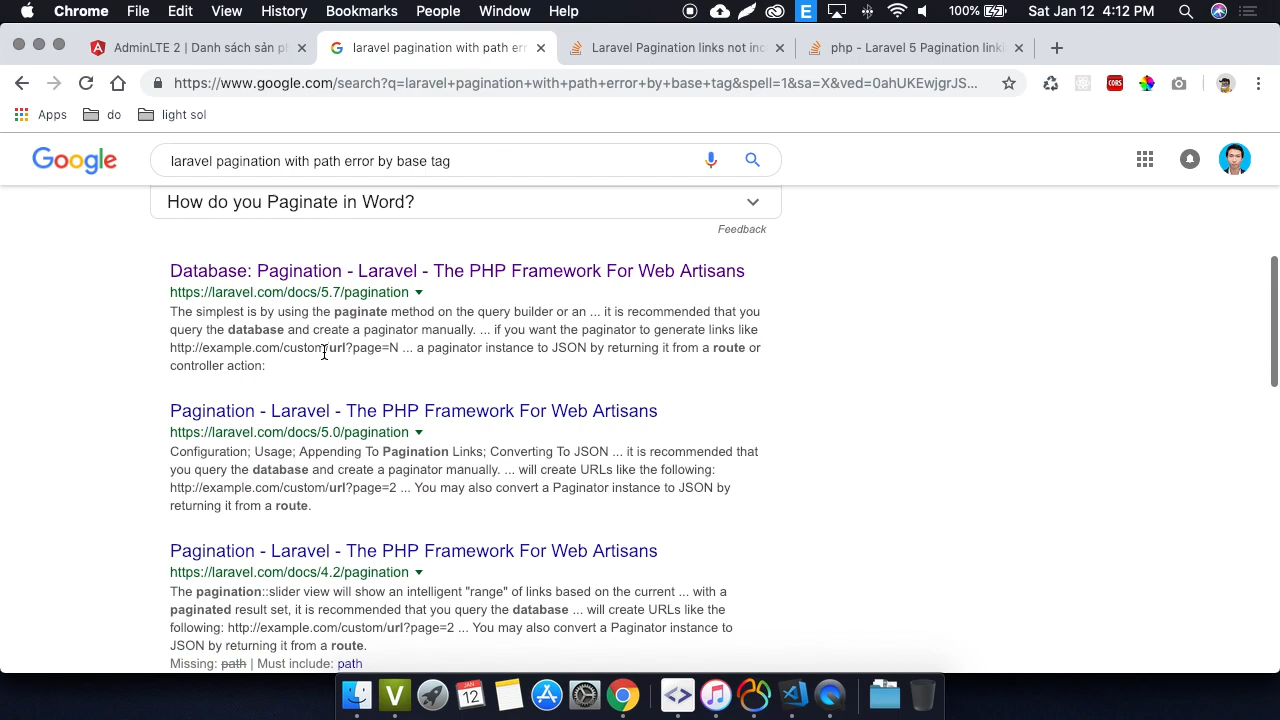 Chrome File Edit View History Bookmarks People Window Help 100% Sat Jan 12 4:12 PM
AdminLTE 2 | Danh sách sản p
laravel pagination with path err
Laravel Pagination links not inc
php - Laravel 5 Pagination link
https://www.google.com/search?q=laravel+pagination+with+path+error+by+base+tag&spell=1&sa=X&ved=0ahUKEwjgrJS...
Apps do light sol
Google
laravel pagination with path error by base tag
How do you Paginate in Word?
Feedback
Database: Pagination - Laravel - The PHP Framework For Web Artisans
https://laravel.com/docs/5.7/pagination
The simplest is by using the paginate method on the query builder or an ... it is recommended that you
query the database and create a paginator manually. ... if you want the paginator to generate links like
http://example.com/custom/url?page=N ... a paginator instance to JSON by returning it from a route or
controller action:
Pagination - Laravel - The PHP Framework For Web Artisans
https://laravel.com/docs/5.0/pagination
Configuration; Usage; Appending To Pagination Links; Converting To JSON ... it is recommended that
you query the database and create a paginator manually. ... will create URLs like the following:
http://example.com/custom/url?page=2 ... You may also convert a Paginator instance to JSON by
returning it from a route.
Pagination - Laravel - The PHP Framework For Web Artisans
https://laravel.com/docs/4.2/pagination
The pagination::slider view will show an intelligent "range" of links based on the current ... with a
paginated result set, it is recommended that you query the database ... will create URLs like the
following: http://example.com/custom/url?page=2 ... You may also convert a Paginator instance to
JSON by returning it from a route.
Missing: path | Must include: path
JAN
12